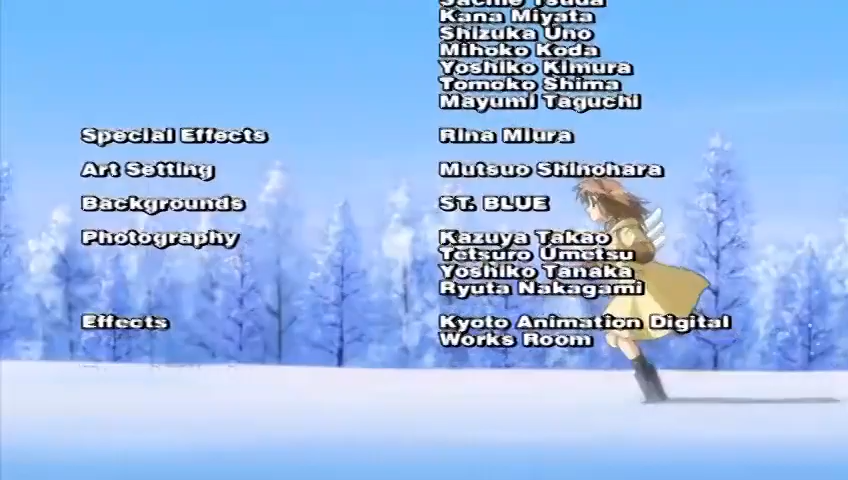 Sachie Tsuda
Kana Miyata
Shizuka Uno
Mihoko Koda
Yoshiko Kimura
Tomoko Shima
Mayumi Taguchi
Special Effects Rina Miura
Art Setting Mutsuo Shinohara
Backgrounds ST. BLUE
Photography Kazuya Takao
Tetsuro Umetsu
Yoshiko Tanaka
Ryuta Nakagami
Effects Kyoto Animation Digital
Works Room